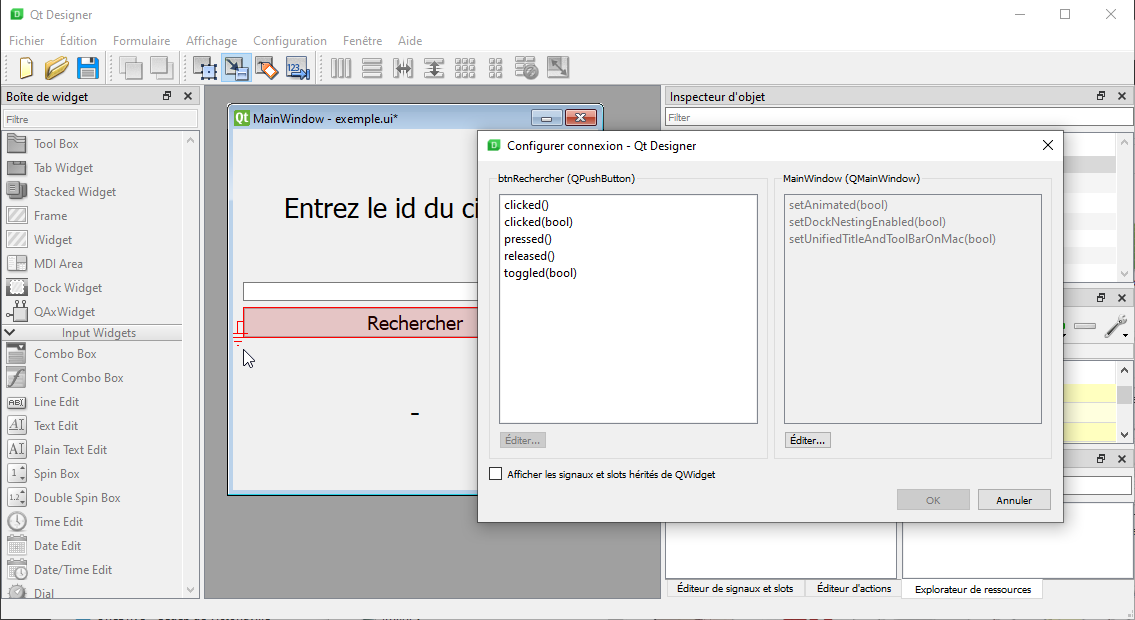 Qt Designer
Fichier Édition Formulaire Affichage Configuration Fenêtre Aide
Boîte de widget
Filtre
Tool Box
Tab Widget
Stacked Widget
Frame
Widget
MDI Area
Dock Widget
QAxWidget
Input Widgets
Combo Box
Font Combo Box
Line Edit
Text Edit
Plain Text Edit
Spin Box
Double Spin Box
Time Edit
Date Edit
Date/Time Edit
Dial
MainWindow - exemple.ui*
Entrez le id du
Rechercher
-
Inspecteur d'objet
Filter
Configurer connexion - Qt Designer
btnRechercher (QPushButton)
clicked()
clicked(bool)
pressed()
released()
toggled(bool)
Éditer...
MainWindow (QMainWindow)
setAnimated(bool)
setDockNestingEnabled(bool)
setUnifiedTitleAndToolBarOnMac(bool)
Éditer...
Afficher les signaux et slots hérités de QWidget
OK
Annuler
Éditeur de signaux et slots
Éditeur d'actions
Explorateur de ressources